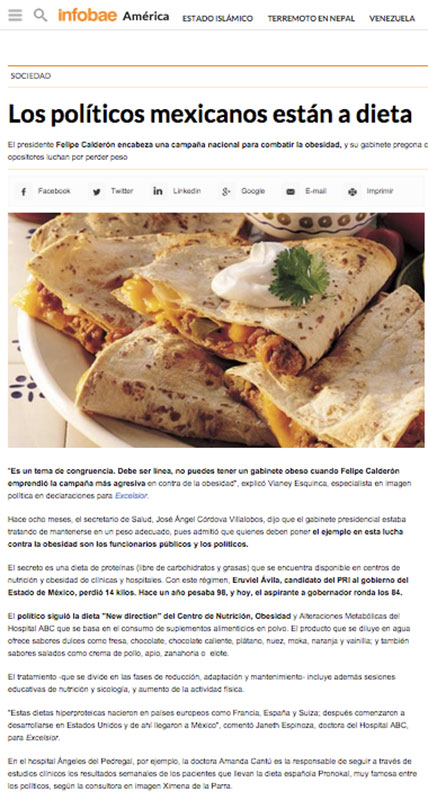 infobae América ESTADO ISLÁMICO TERREMOTO EN NEPAL VENEZUELA
SOCIEDAD
Los políticos mexicanos están a dieta
El presidente Felipe Calderón encabeza una campaña nacional para combatir la obesidad, y su gabinete pregona c
opositores luchan por perder peso
Facebook Twitter Linkedin Google E-mail Imprimir
"Es un tema de congruencia. Debe ser línea, no puedes tener un gabinete obeso cuando Felipe Calderón
emprendió la campaña más agresiva en contra de la obesidad", explicó Vianey Esquinca, especialista en imagen
política en declaraciones para Excelsior.
Hace ocho meses, el secretario de Salud, José Ángel Córdova Villalobos, dijo que el gabinete presidencial estaba
tratando de mantenerse en un peso adecuado, pues admitió que quienes deben poner el ejemplo en esta lucha
contra la obesidad son los funcionarios públicos y los políticos.
El secreto es una dieta de proteínas (libre de carbohidratos y grasas) que se encuentra disponible en centros de
nutrición y obesidad de clínicas y hospitales. Con este régimen, Eruviel Ávila, candidato del PRI al gobierno del
Estado de México, perdió 14 kilos. Hace un año pesaba 98, y hoy, el aspirante a gobernador ronda los 84.
El político siguió la dieta "New direction" del Centro de Nutrición, Obesidad y Alteraciones Metabólicas del
Hospital ABC que se basa en el consumo de suplementos alimenticios en polvo. El producto que se diluye en agua
ofrece sabores dulces como fresa, chocolate, chocolate caliente, plátano, nuez, moka, naranja y vainilla; y también
sabores salados como crema de pollo, apio, zanahoria o elote.
El tratamiento -que se divide en las fases de reducción, adaptación y mantenimiento- incluye además sesiones
educativas de nutrición y sicología, y aumento de la actividad física.
"Estas dietas hiperproteicas nacieron en países europeos como Francia, España y Suiza; después comenzaron a
desarrollarse en Estados Unidos y de ahí llegaron a México", comentó Janeth Espinoza, doctora del Hospital ABC,
para Excelsior.
En el hospital Ángeles del Pedregal, por ejemplo, la doctora Amanda Cantú es la responsable de seguir a través de
estudios clínicos los resultados semanales de los pacientes que llevan la dieta española Pronokal, muy famosa entre
los políticos, según la consultora en imagen Ximena de la Parra.